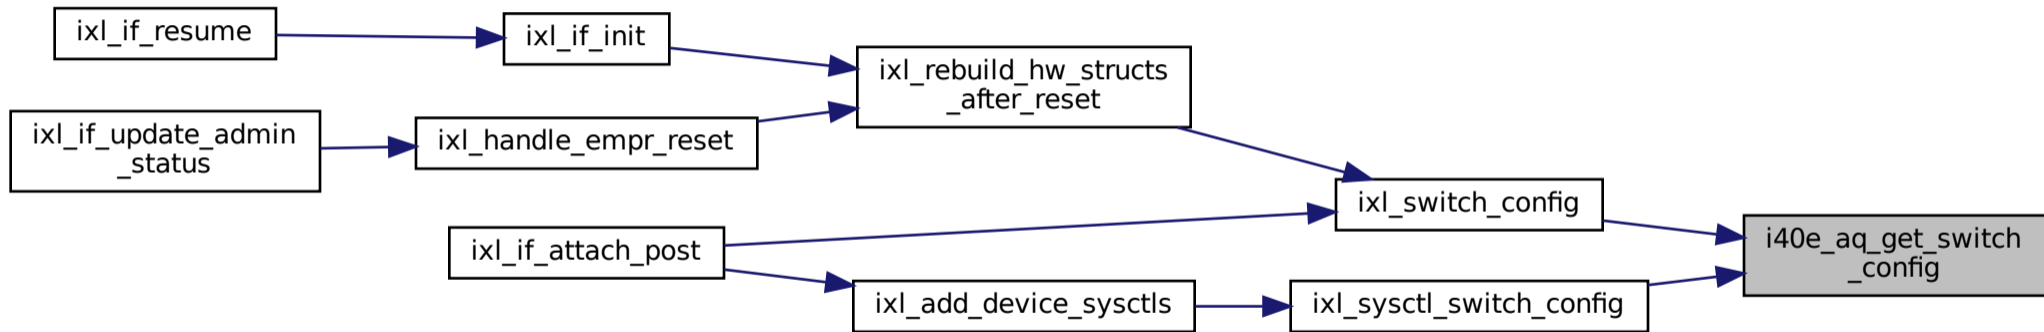 ixl_if_resume
ixl_if_init
ixl_rebuild_hw_structs
_after_reset
ixl_if_update_admin
_status
ixl_handle_empr_reset
ixl_switch_config
ixl_if_attach_post
i40e_aq_get_switch
_config
ixl_add_device_sysctls
ixl_sysctl_switch_config